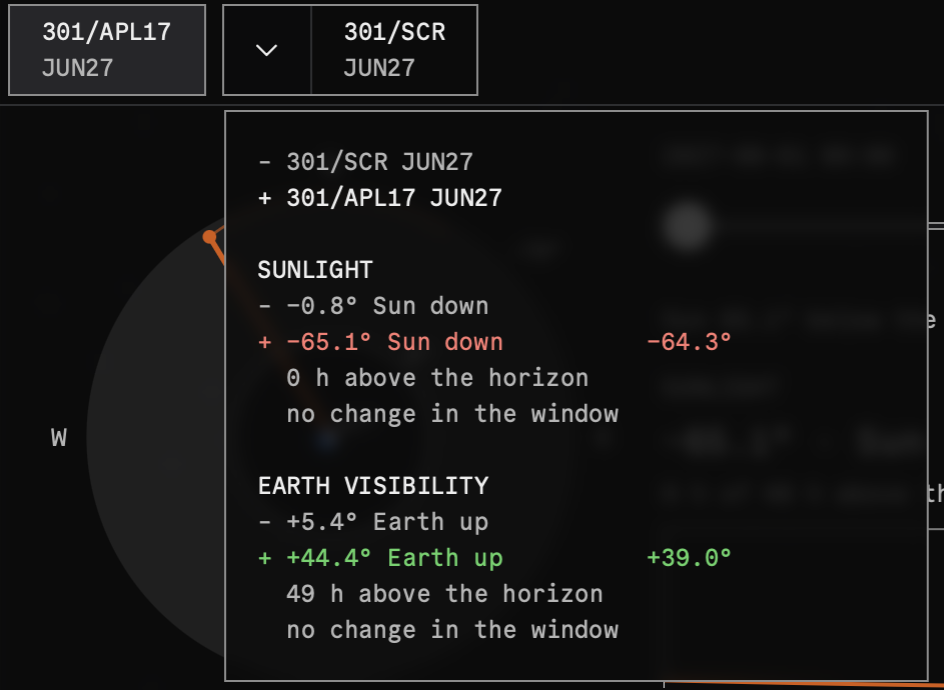 301/APL17
JUN27
301/SCR
JUN27
- 301/SCR JUN27
+ 301/APL17 JUN27
SUNLIGHT
- -0.8° Sun down
+ -65.1° Sun down -64.3°
0 h above the horizon
no change in the window
EARTH VISIBILITY
- +5.4° Earth up
+ +44.4° Earth up +39.0°
49 h above the horizon
no change in the window
W